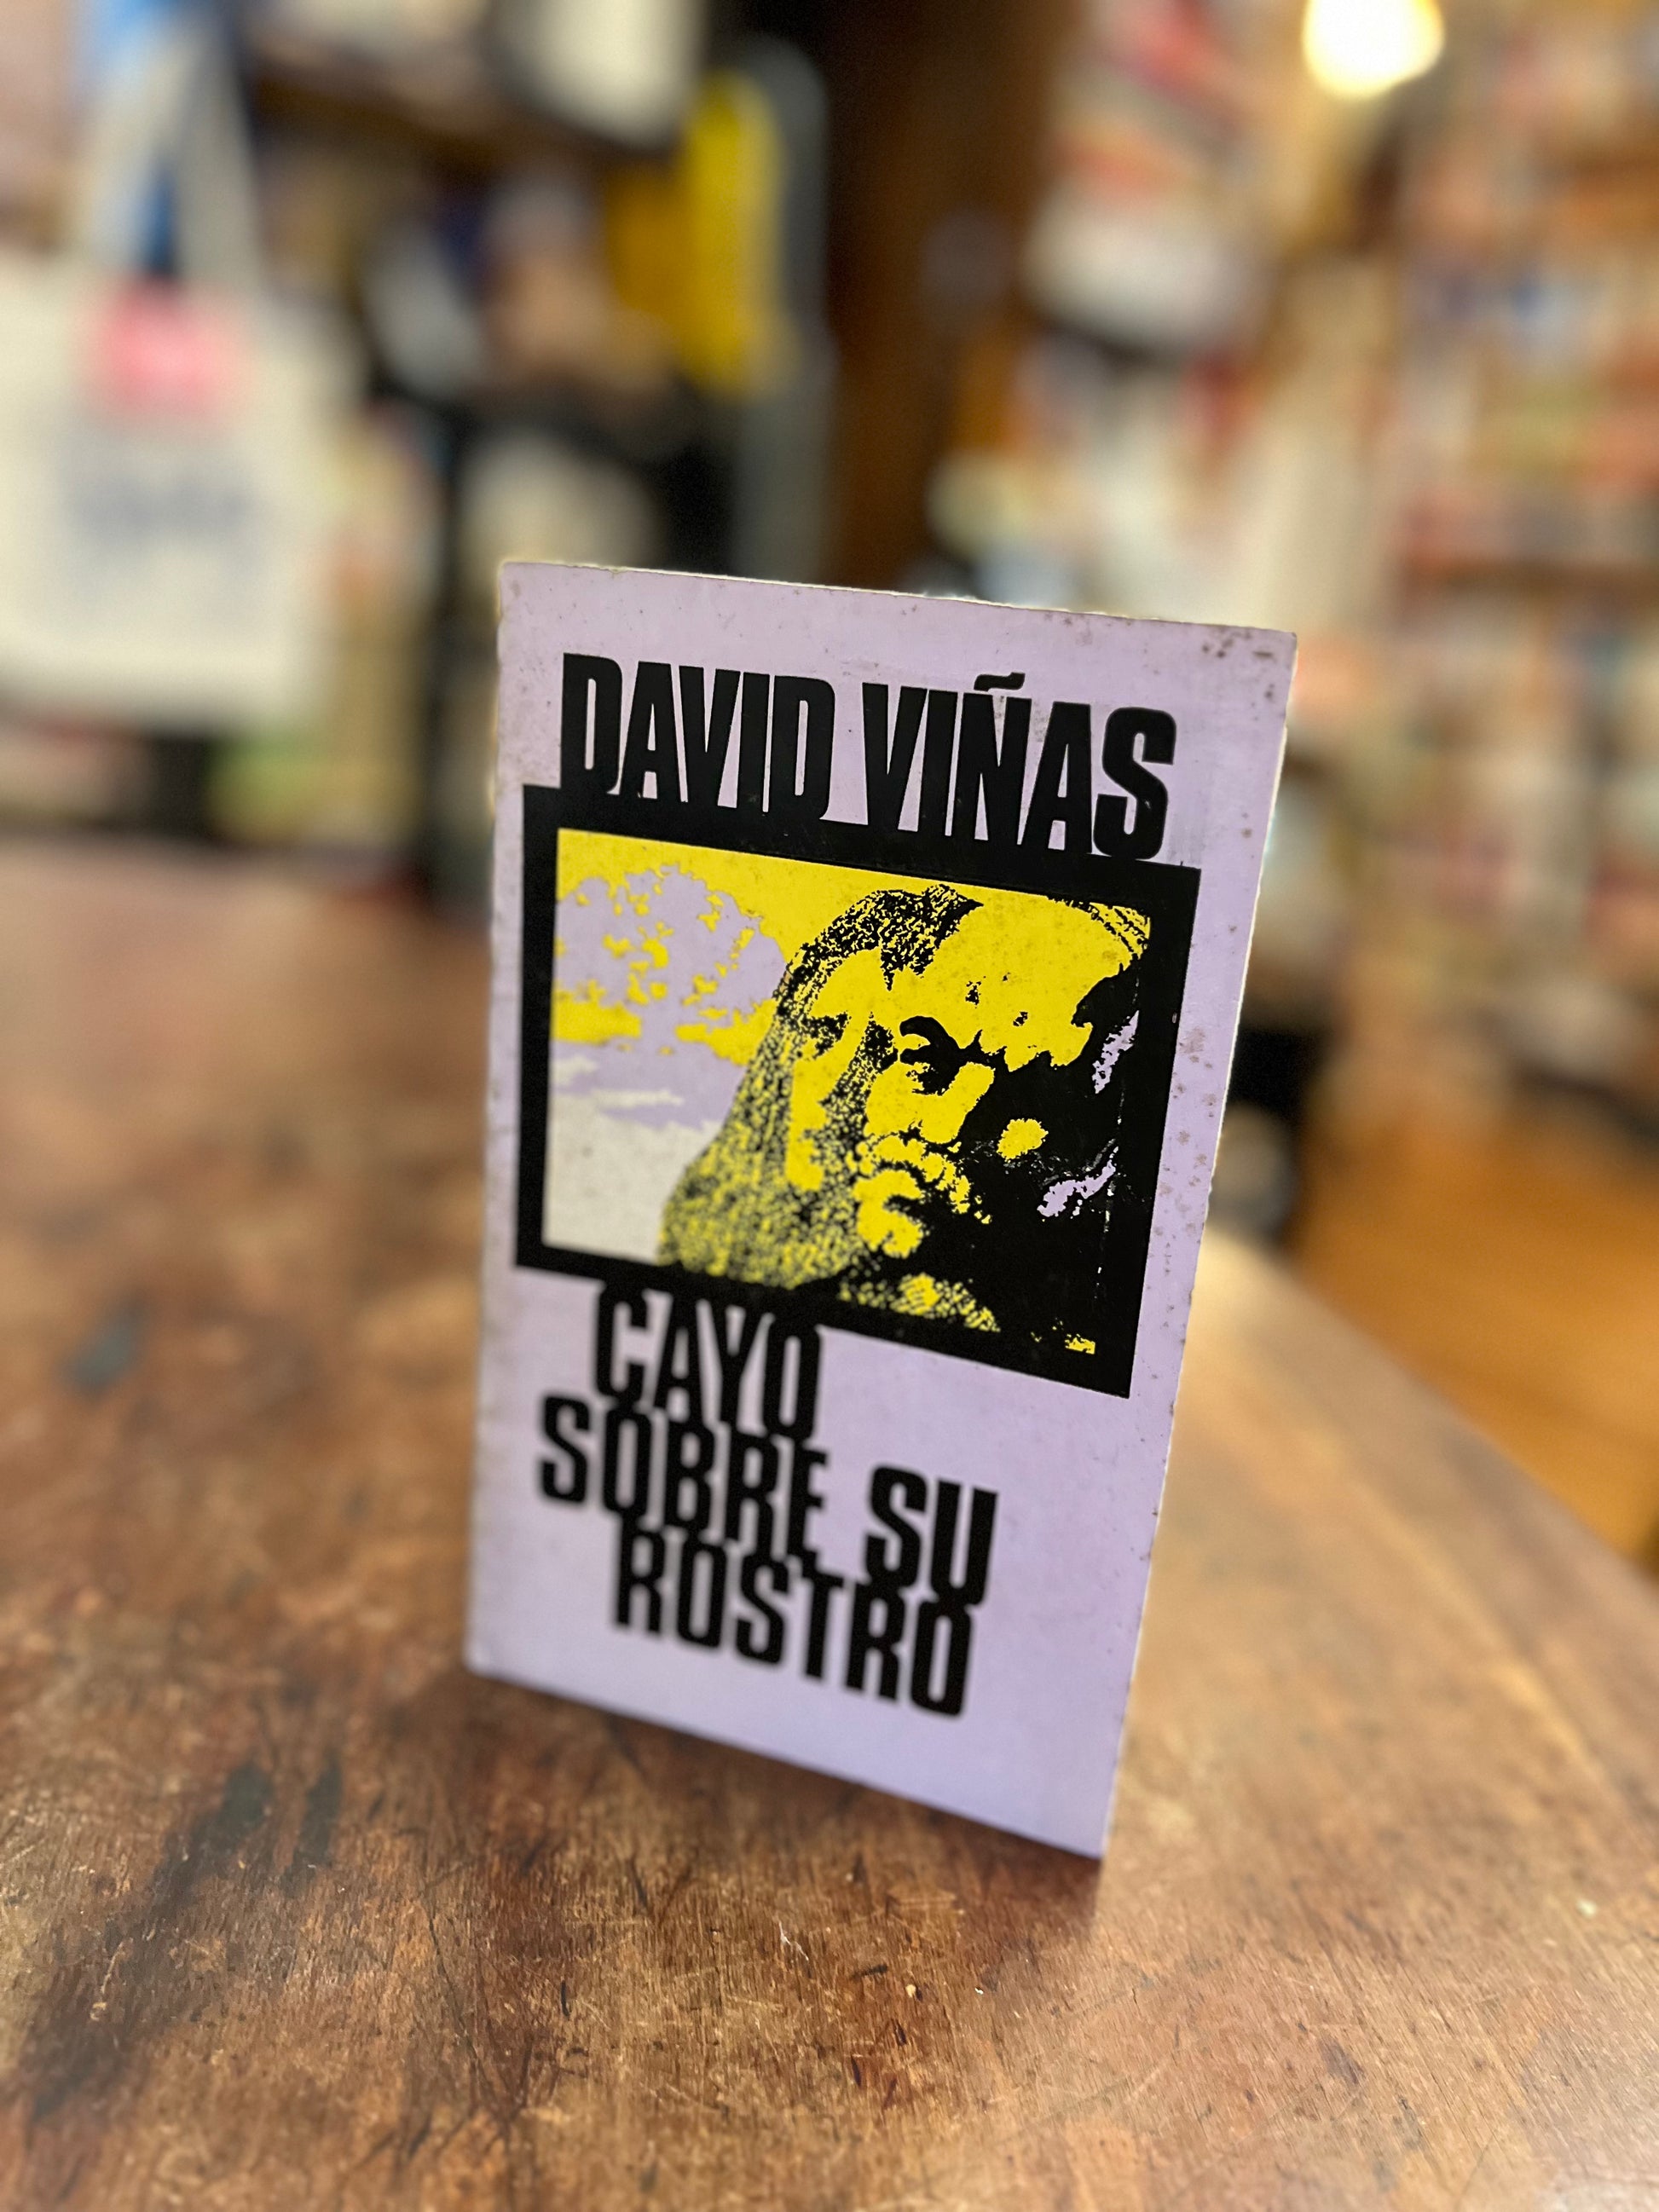 DAVID VIÑAS
CAYO
SOBRE SU
ROSTRO